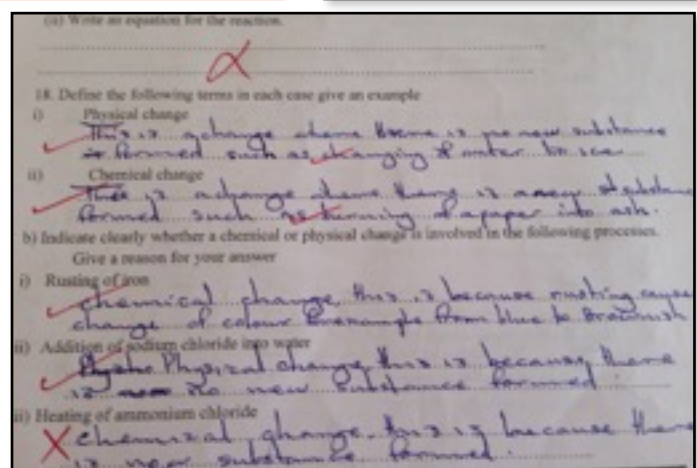 (ii) Write an equation for the reaction.
18. Define the following terms in each case give an example
i) Physical change
This is a change where there is no new substance
is formed such as changing of water to ice
ii) Chemical change
This is a change where there is a new substance
formed such as turning of a paper into ash.
b) Indicate clearly whether a chemical or physical change is involved in the following processes.
Give a reason for your answer
i) Rusting of iron
chemical change, this is because rusting cause
change of colour from blue to brownish
ii) Addition of sodium chloride into water
Physical change, this is because, there
is no new substance formed.
ii) Heating of ammonium chloride
chemical change. this is because there
is new substance formed.